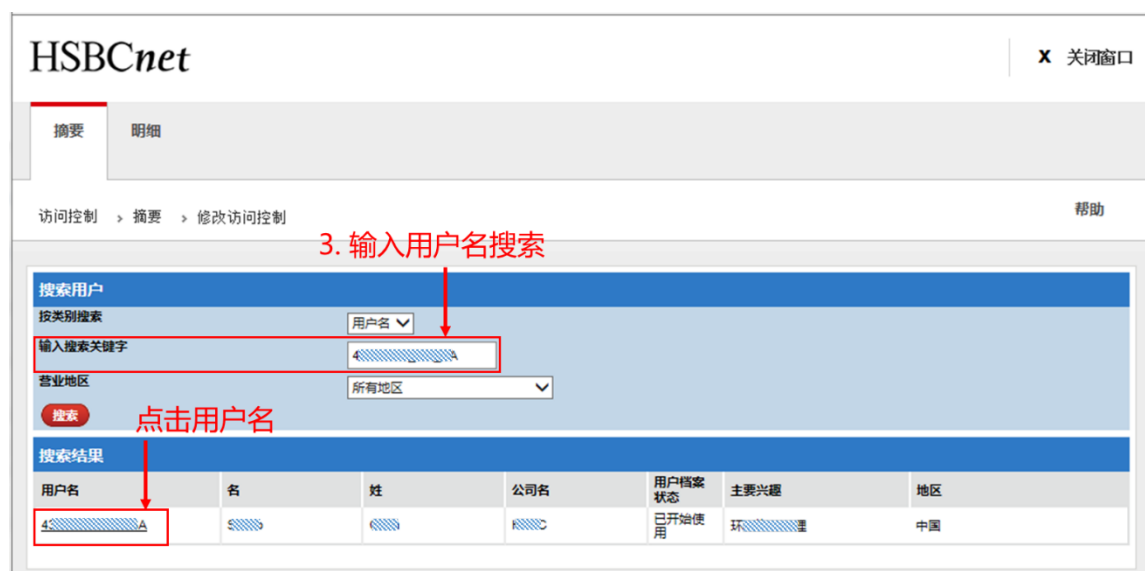 HSBCnet
X 关闭窗口
摘要 明细
访问控制 > 摘要 > 修改访问控制
帮助
3. 输入用户名搜索
搜索用户
按类别搜索 用户名
输入搜索关键字 4 A
营业地区 所有地区
搜索
点击用户名
搜索结果
用户名 名 姓 公司名 用户档案状态 主要兴趣 地区
43 A S 已开始使用 环 理 中国